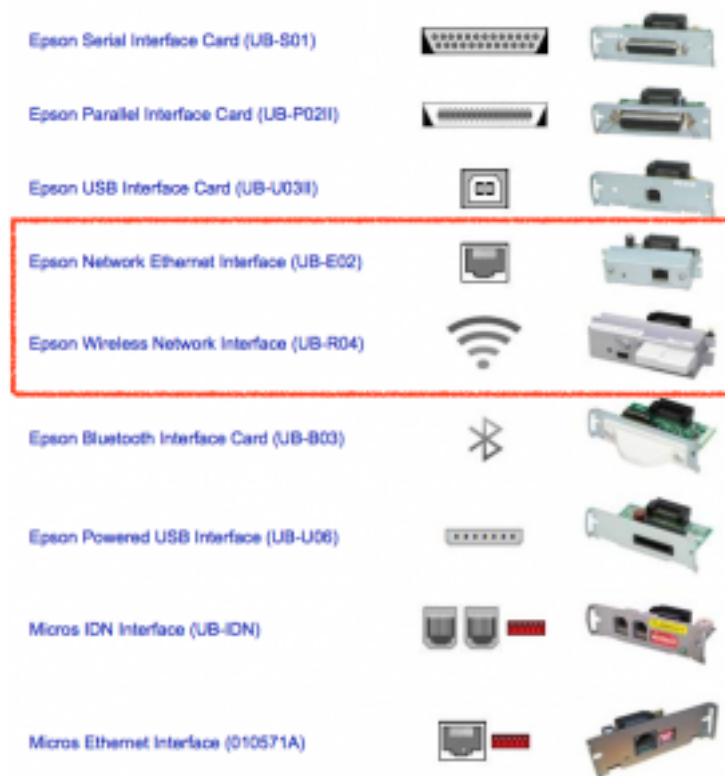 Epson Serial Interface Card (UB-S01)
Epson Parallel Interface Card (UB-P02II)
Epson USB Interface Card (UB-U03II)
Epson Network Ethernet Interface (UB-E02)
Epson Wireless Network Interface (UB-R04)
Epson Bluetooth Interface Card (UB-B03)
Epson Powered USB Interface (UB-U06)
Micros IDN Interface (UB-IDN)
Micros Ethernet Interface (010571A)